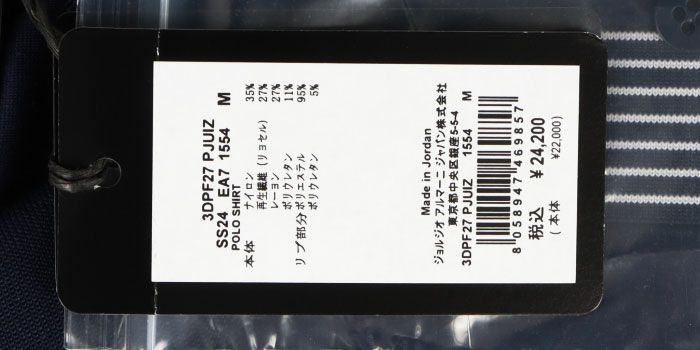 3DPF27 PJUIZ
SS24 EA7 1554 M
POLO SHIRT
本体 ナイロン 35%
再生繊維(リヨセル) 27%
レーヨン 27%
ポリウレタン 11%
リブ部分 ポリエステル 95%
ポリウレタン 5%
Made in Jordan
ジョルジオ アルマーニ ジャパン株式会社
東京都中央区銀座5-5-4
3DPF27 PJUIZ 1554 M
8 058947 469857
税込 ¥24,200
(本体 ¥22,000)